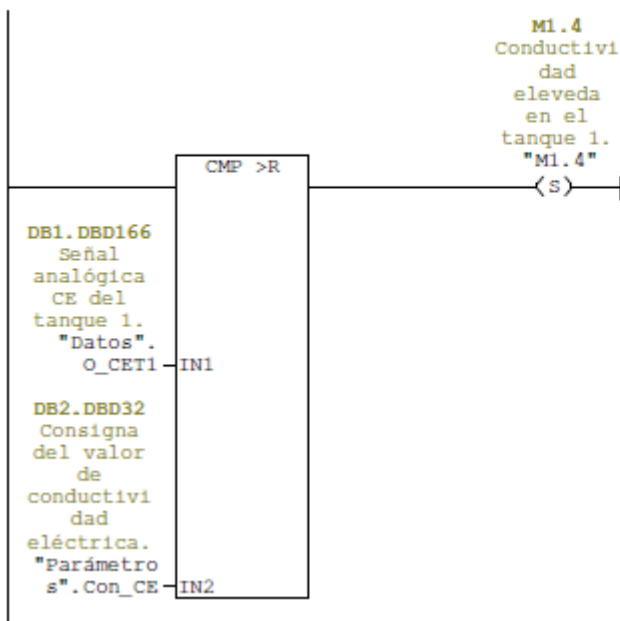 M1.4
Conductivi
dad
eleveda
en el
tanque 1.
"M1.4"
CMP >R
(S)
DB1.DBD166
Señal
analógica
CE del
tanque 1.
"Datos".
O_CET1
IN1
DB2.DBD32
Consigna
del valor
de
conductivi
dad
eléctrica.
"Parámetro
s".Con_CE
IN2